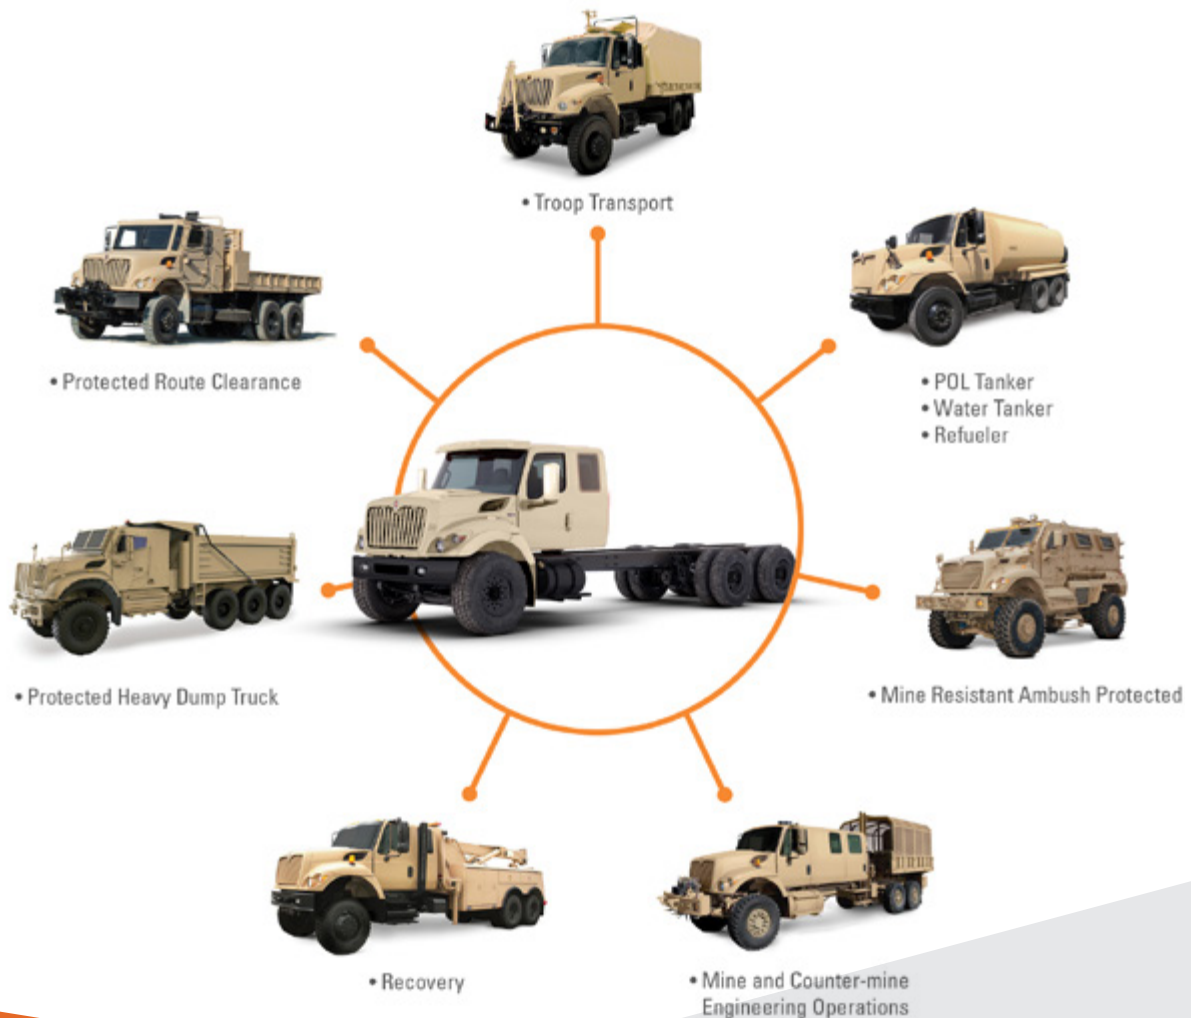 • Troop Transport
• Protected Route Clearance
• POL Tanker
• Water Tanker
• Refueler
• Protected Heavy Dump Truck
• Mine Resistant Ambush Protected
• Recovery
• Mine and Counter-mine
Engineering Operations